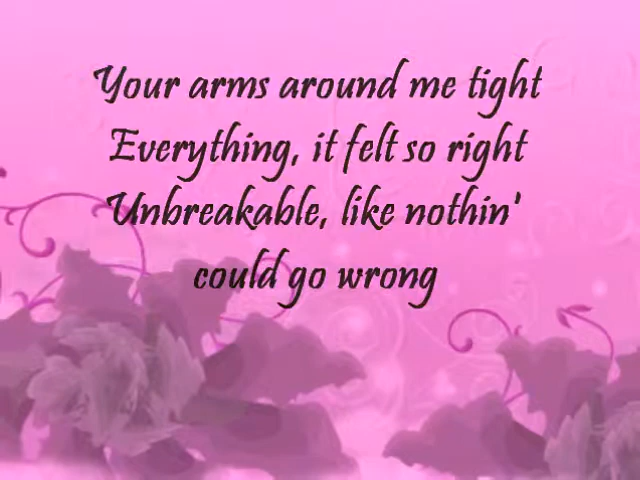 Your arms around me tight
Everything, it felt so right
Unbreakable, like nothin'
could go wrong